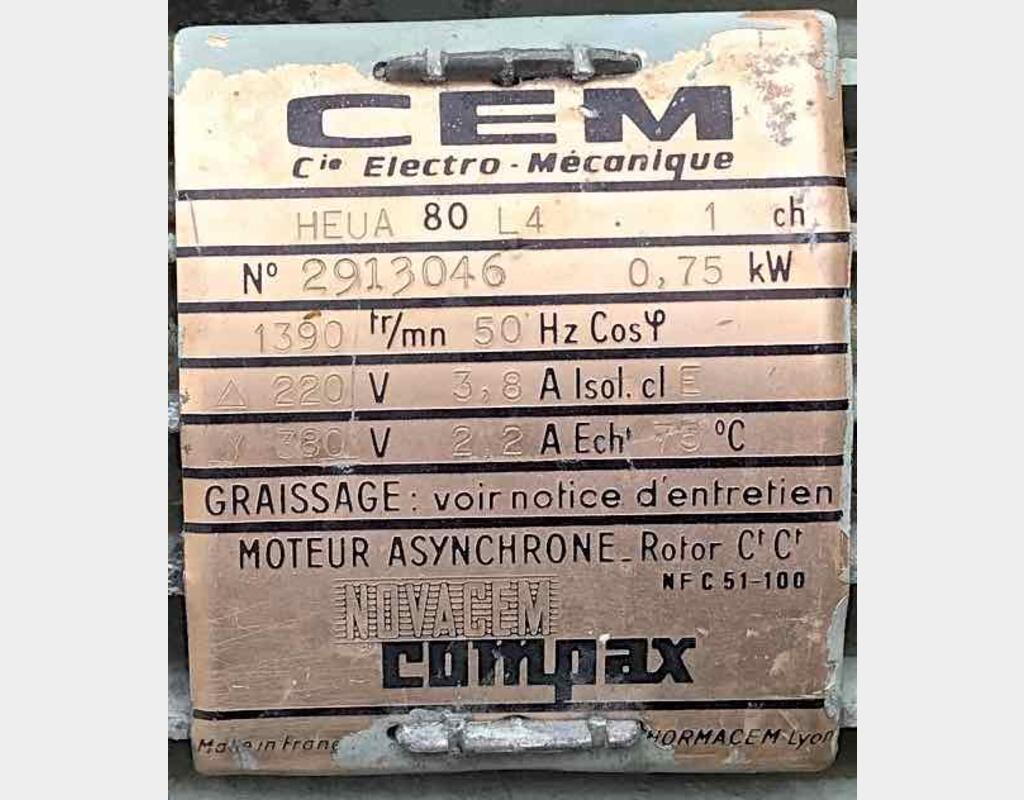 CEM
Cie Electro-Mécanique
HEUA 80 L4 . 1 ch
N° 2913046 0,75 kW
1390 tr/mn 50 Hz Cosφ -
△ 220 V 3,8 A Isol. cl E
Y 380 V 2,2 A Echt 75 °C
GRAISSAGE: voir notice d'entretien
MOTEUR ASYNCHRONE_Rotor Ct Ct
NFC 51-100
NOVACEM
compax
Made in Franc
NORMACEM Lyon